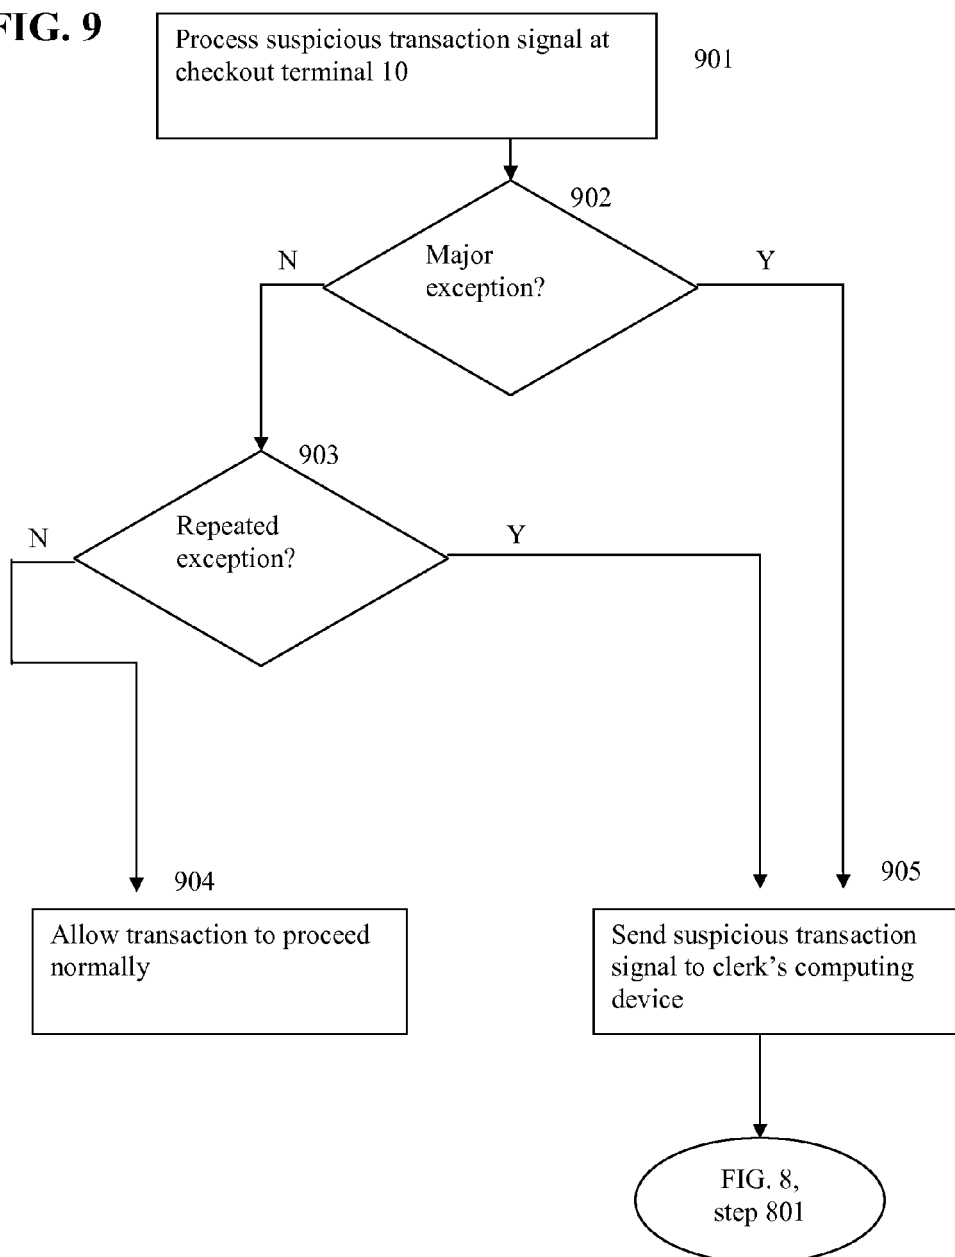 FIG. 9
Process suspicious transaction signal at
checkout terminal 10
901
902
Major
exception?
N
Y
903
Repeated
exception?
N
Y
904
Allow transaction to proceed
normally
905
Send suspicious transaction
signal to clerk's computing
device
FIG. 8,
step 801